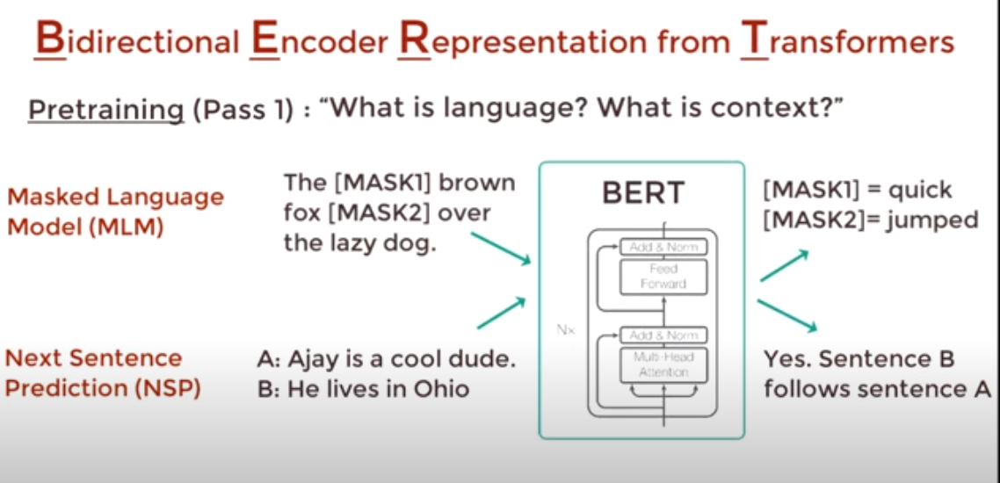 Bidirectional Encoder Representation from Transformers
Pretraining (Pass 1) : “What is language? What is context?”
Masked Language
Model (MLM)
The [MASK1] brown
fox [MASK2] over
the lazy dog.
BERT
Add & Norm
Feed
Forward
Nx
Add & Norm
Multi-Head
Attention
[MASK1] = quick
[MASK2]= jumped
Next Sentence
Prediction (NSP)
A: Ajay is a cool dude.
B: He lives in Ohio
Yes. Sentence B
follows sentence A